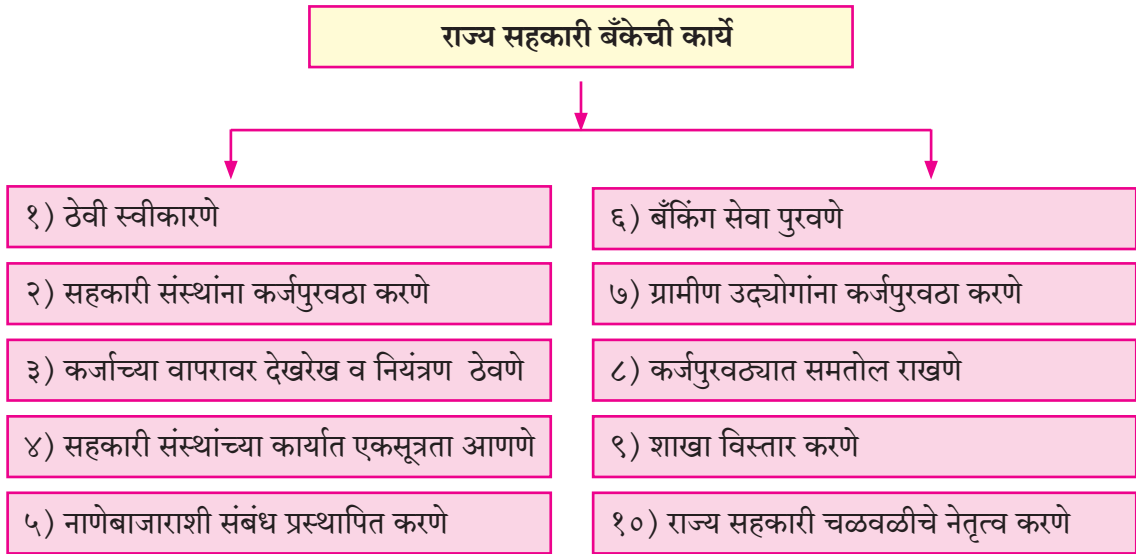 राज्य सहकारी बँकेची कार्ये
१) ठेवी स्वीकारणे
२) सहकारी संस्थांना कर्जपुरवठा करणे
३) कर्जाच्या वापरावर देखरेख व नियंत्रण ठेवणे
४) सहकारी संस्थांच्या कार्यात एकसूत्रता आणणे
५) नाणेबाजाराशी संबंध प्रस्थापित करणे
६) बँकिंग सेवा पुरवणे
७) ग्रामीण उद्योगांना कर्जपुरवठा करणे
८) कर्जपुरवठ्यात समतोल राखणे
९) शाखा विस्तार करणे
१०) राज्य सहकारी चळवळीचे नेतृत्व करणे